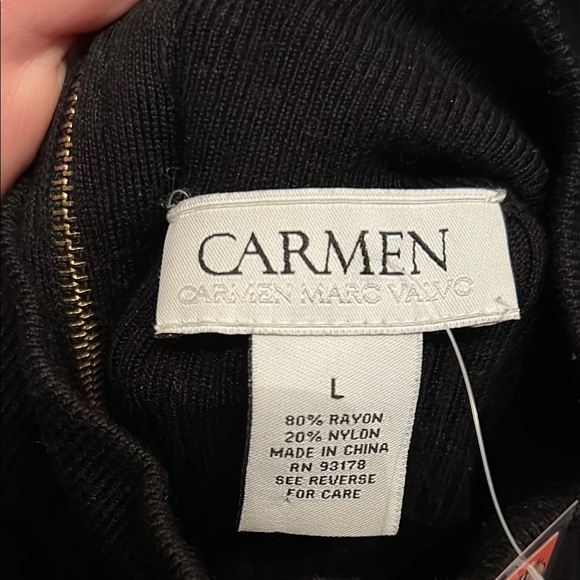 CARMEN
CARMEN MARC VALVO
L
80% RAYON
20% NYLON
MADE IN CHINA
RN 93178
SEE REVERSE
FOR CARE